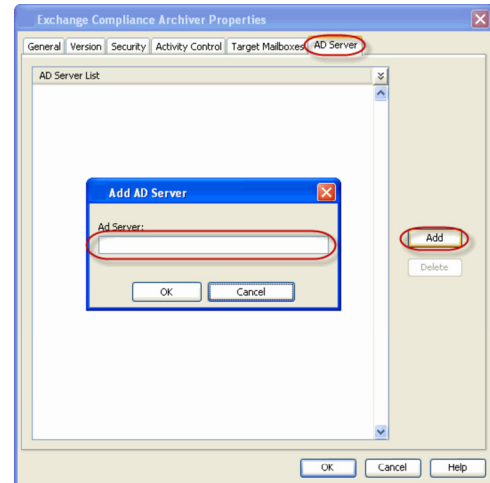 Exchange Compliance Archiver Properties
General Version Security Activity Control Target Mailboxes AD Server
AD Server List
Add AD Server
Ad Server:
Add
Delete
OK Cancel
OK Cancel Help